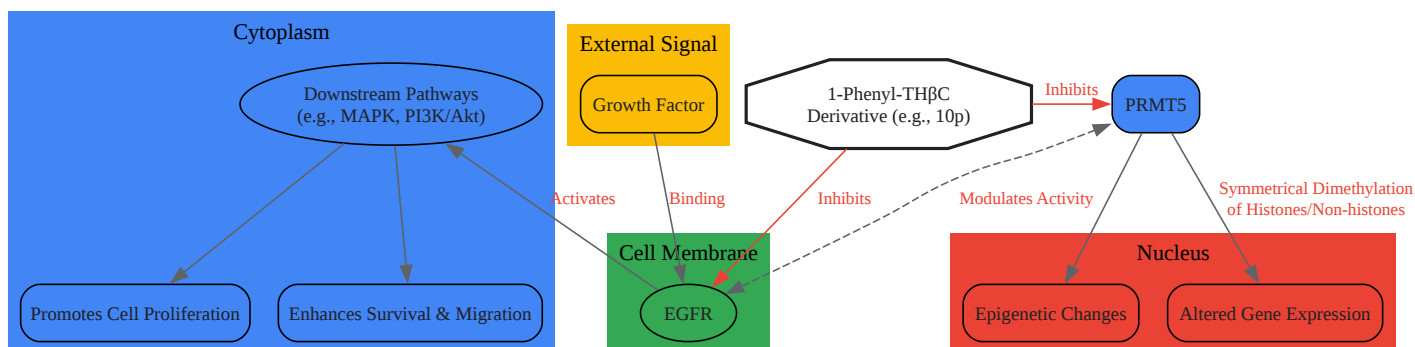 Cytoplasm
Downstream Pathways
(e.g., MAPK, PI3K/Akt)
External Signal
Growth Factor
1-Phenyl-THβC
Derivative (e.g., 10p)
Inhibits
PRMT5
Activates
Binding
Inhibits
Modulates Activity
Symmetrical Dimethylation
of Histones/Non-histones
Cell Membrane
EGFR
Nucleus
Promotes Cell Proliferation
Enhances Survival & Migration
Epigenetic Changes
Altered Gene Expression